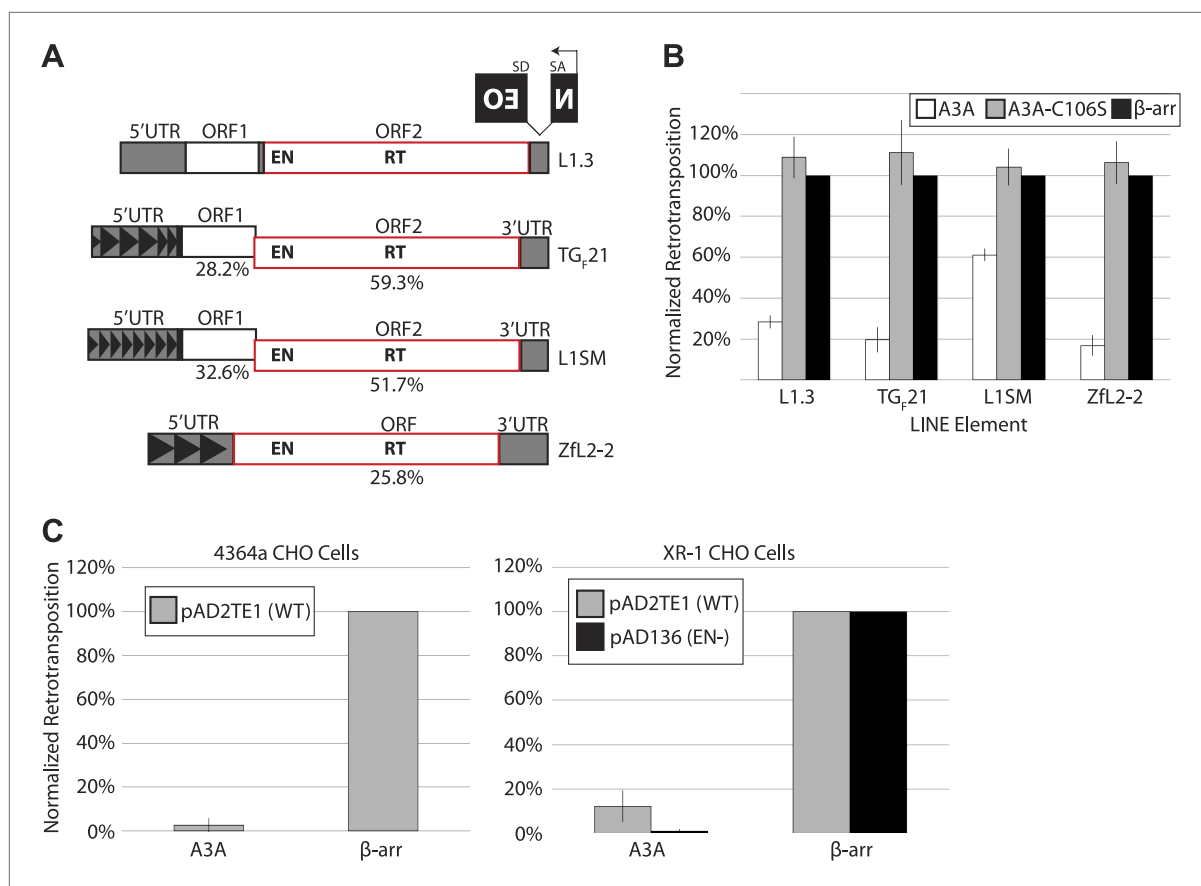 A
SD
SA
EO
N
5'UTR
ORF1
ORF2
EN
RT
L1.3
5'UTR
ORF1
ORF2
3'UTR
EN
RT
TGF21
28.2%
59.3%
5'UTR
ORF1
ORF2
3'UTR
EN
RT
L1SM
32.6%
51.7%
5'UTR
ORF
3'UTR
EN
RT
ZfL2-2
25.8%
B
A3A
A3A-C106S
β-arr
Normalized Retrotransposition
120%
100%
80%
60%
40%
20%
L1.3
TGF21
L1SM
ZfL2-2
LINE Element
C
4364a CHO Cells
Normalized Retrotransposition
120%
100%
80%
60%
40%
20%
0%
pAD2TE1 (WT)
A3A
β-arr
XR-1 CHO Cells
120%
100%
80%
60%
40%
20%
0%
pAD2TE1 (WT)
pAD136 (EN-)
A3A
β-arr